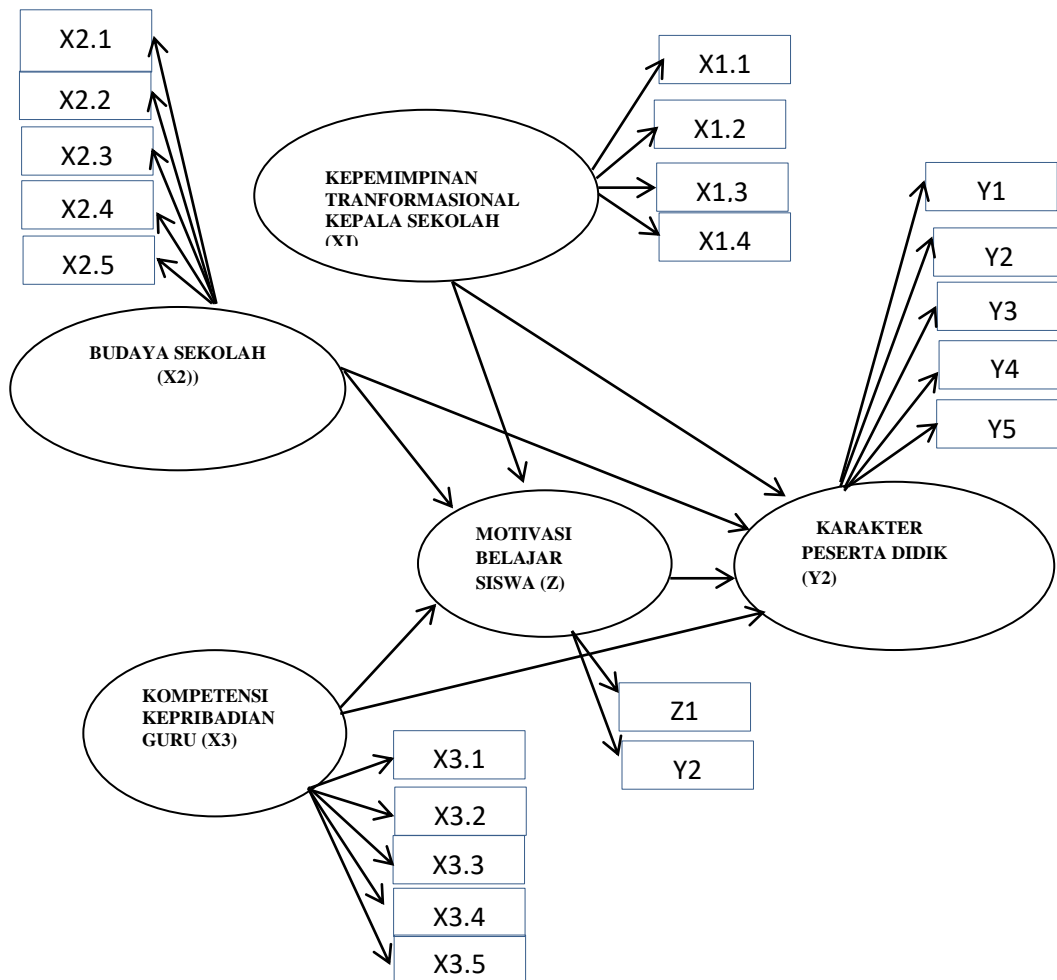 X2.1
X2.2
X2.3
X2.4
X2.5
X1.1
X1.2
X1,3
X1.4
KEPEMIMPINAN
TRANFORMASIONAL
KEPALA SEKOLAH
(XI)
Y1
Y2
Y3
Y4
Y5
BUDAYA SEKOLAH
(X2))
MOTIVASI
BELAJAR
SISWA (Z)
KARAKTER
PESERTA DIDIK
(Y2)
KOMPETENSI
KEPRIBADIAN
GURU (X3)
Z1
Y2
X3.1
X3.2
X3.3
X3.4
X3.5